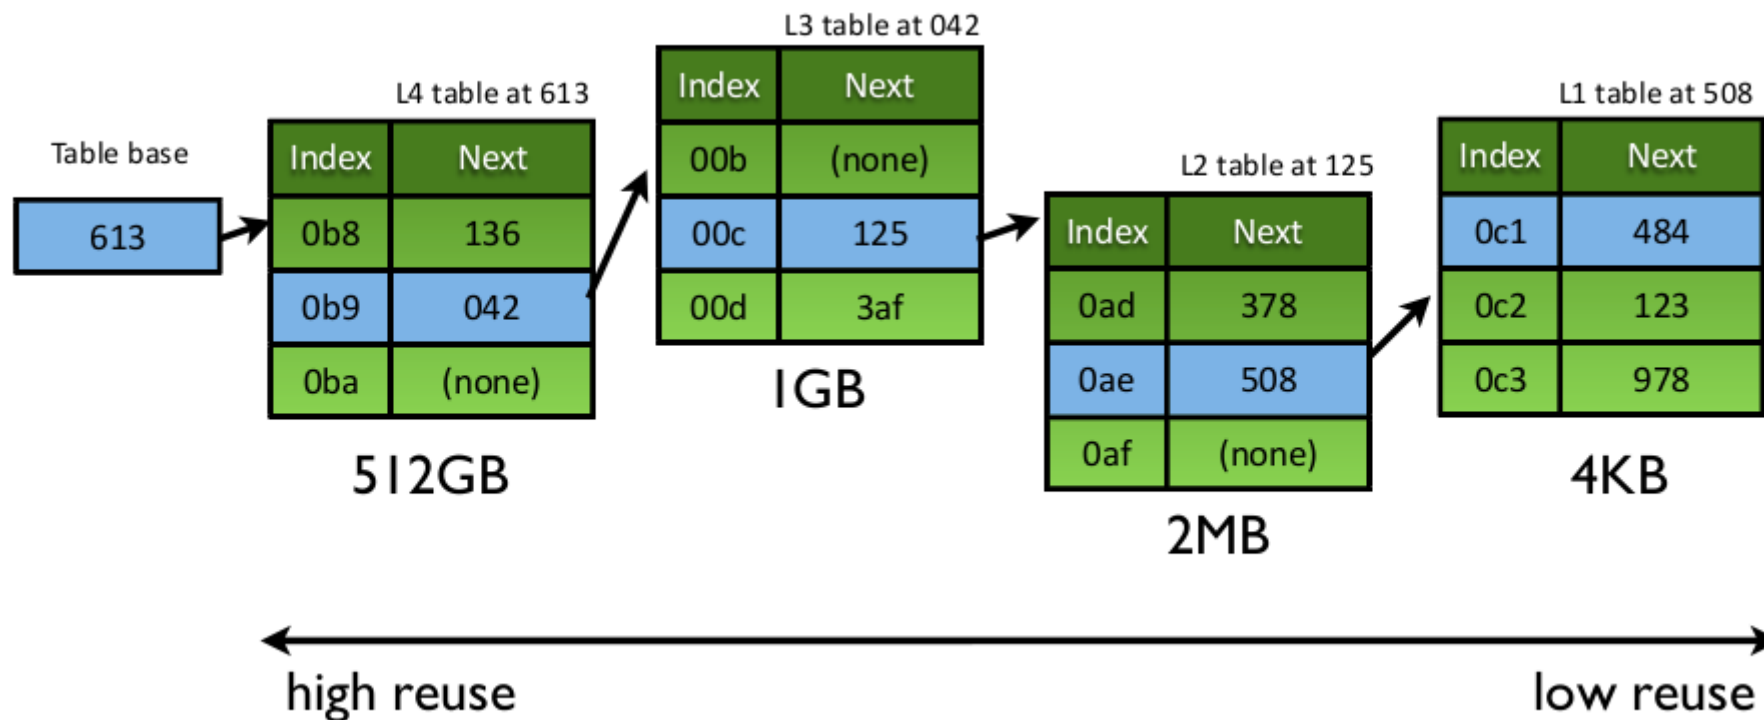 Table base
613
L4 table at 613
Index Next
0b8 136
0b9 042
0ba (none)
512GB
L3 table at 042
Index Next
00b (none)
00c 125
00d 3af
1GB
L2 table at 125
Index Next
0ad 378
0ae 508
0af (none)
2MB
L1 table at 508
Index Next
0c1 484
0c2 123
0c3 978
4KB
high reuse low reuse